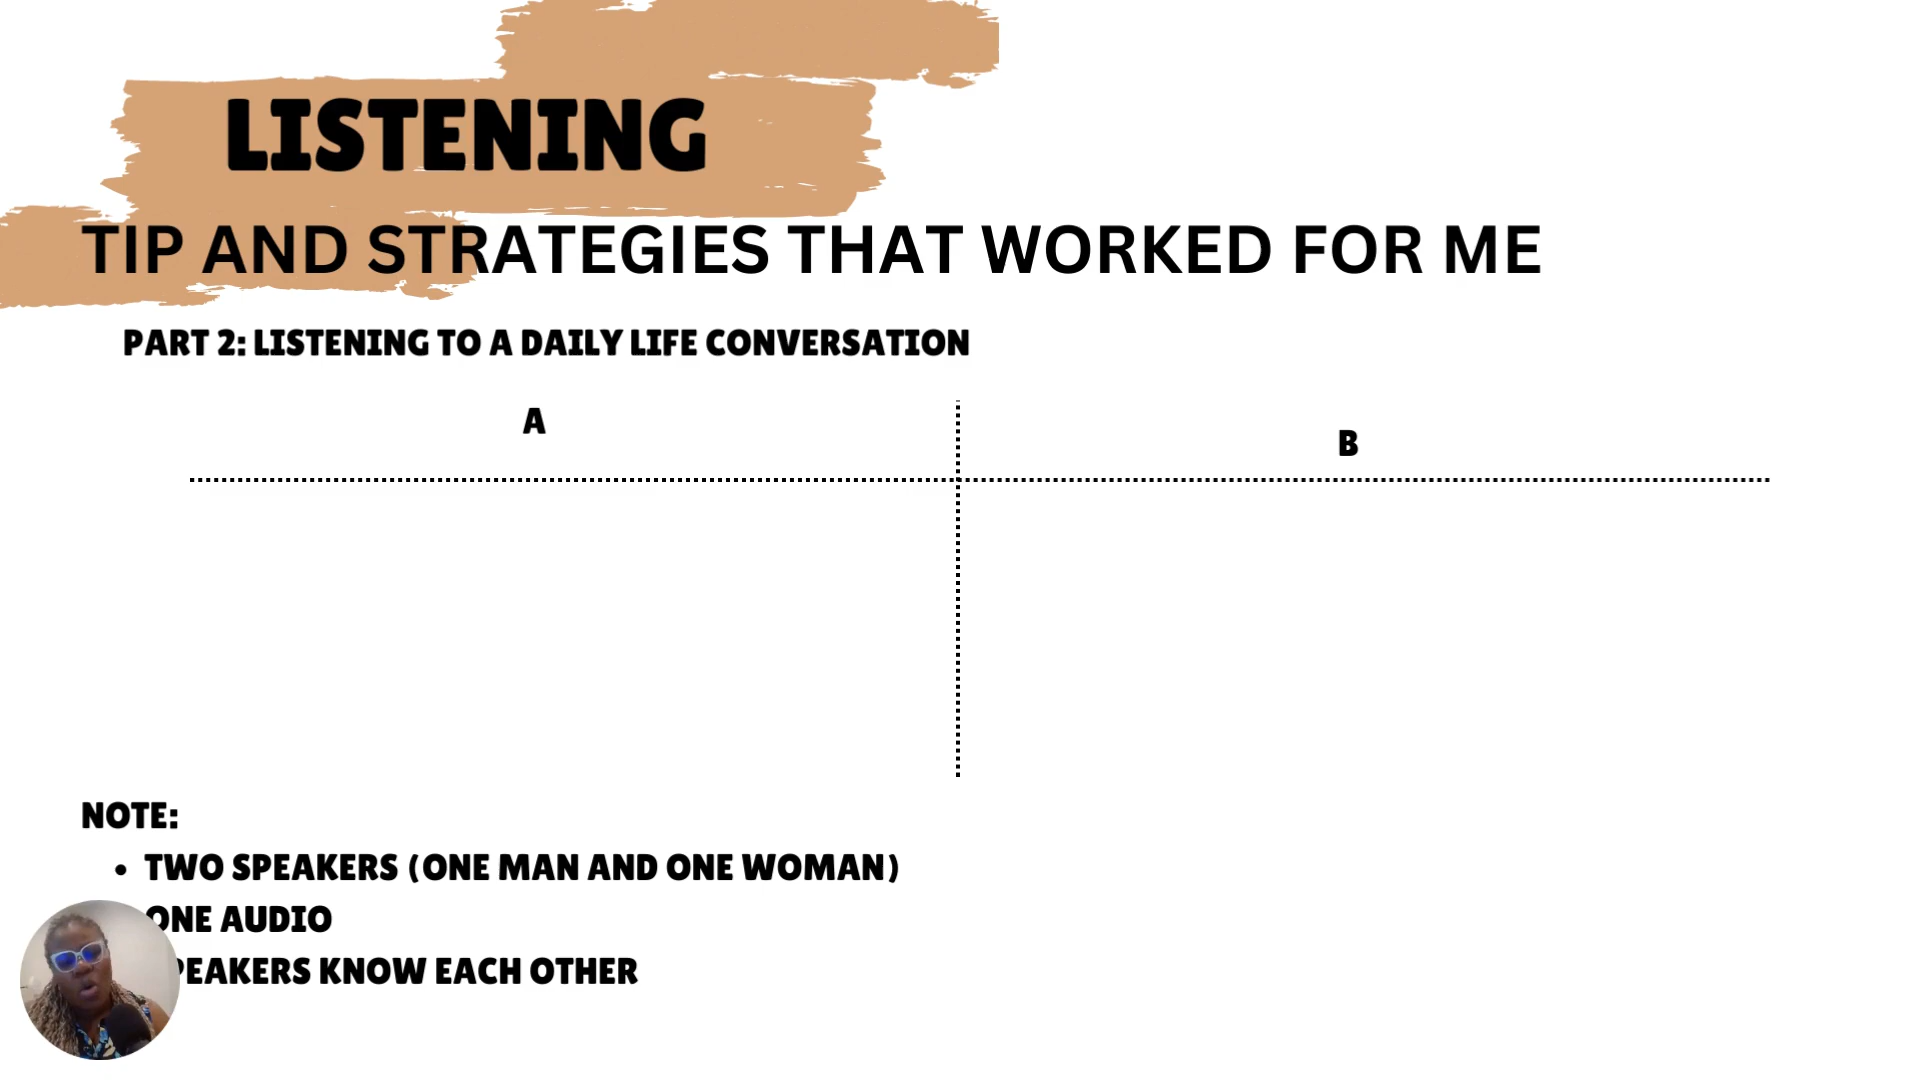 LISTENING
TIP AND STRATEGIES THAT WORKED FOR ME
PART 2: LISTENING TO A DAILY LIFE CONVERSATION
A
B
NOTE:
• TWO SPEAKERS (ONE MAN AND ONE WOMAN)
ONE AUDIO
PEAKERS KNOW EACH OTHER